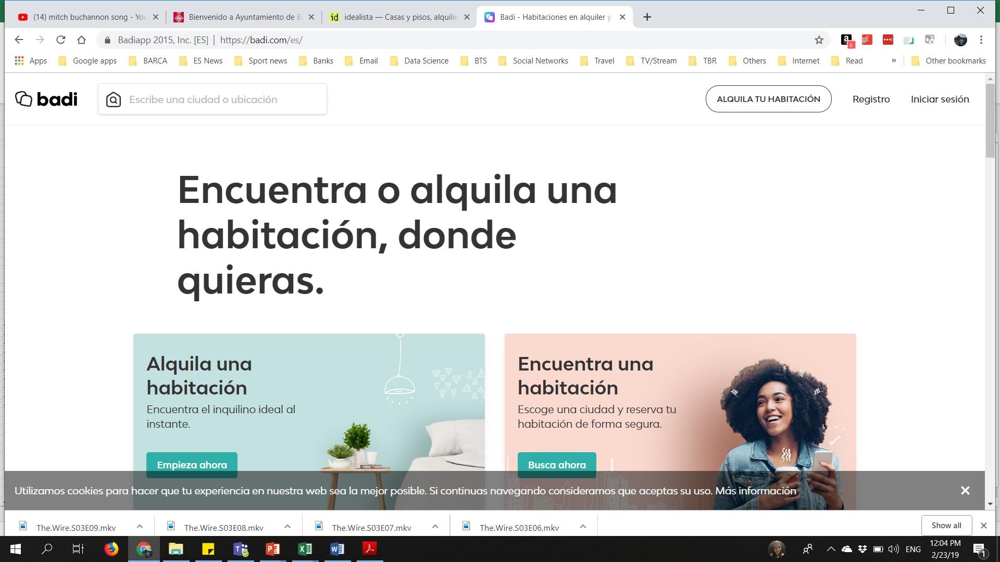 (14) mitch buchannon song - You
Bienvenido a Ayuntamiento de B
id idealista — Casas y pisos, alquiler
Badi - Habitaciones en alquiler y
Badiapp 2015, Inc. [ES] | https://badi.com/es/
a 6
Apps Google apps BARCA ES News Sport news Banks Email Data Science BTS Social Networks Travel TV/Stream TBR Others Internet Read » Other bookmarks
badi Escribe una ciudad o ubicación ALQUILA TU HABITACIÓN Registro Iniciar sesión
Encuentra o alquila una
habitación, donde
quieras.
Alquila una
habitación
Encuentra el inquilino ideal al
instante.
Empieza ahora
Encuentra una
habitación
Escoge una ciudad y reserva tu
habitación de forma segura.
Busca ahora
Utilizamos cookies para hacer que tu experiencia en nuestra web sea la mejor posible. Si continuas navegando consideramos que aceptas su uso. Más información
The.Wire.S03E09.mkv The.Wire.S03E08.mkv The.Wire.S03E07.mkv The.Wire.S03E06.mkv Show all
ENG
12:04 PM
2/23/19
1